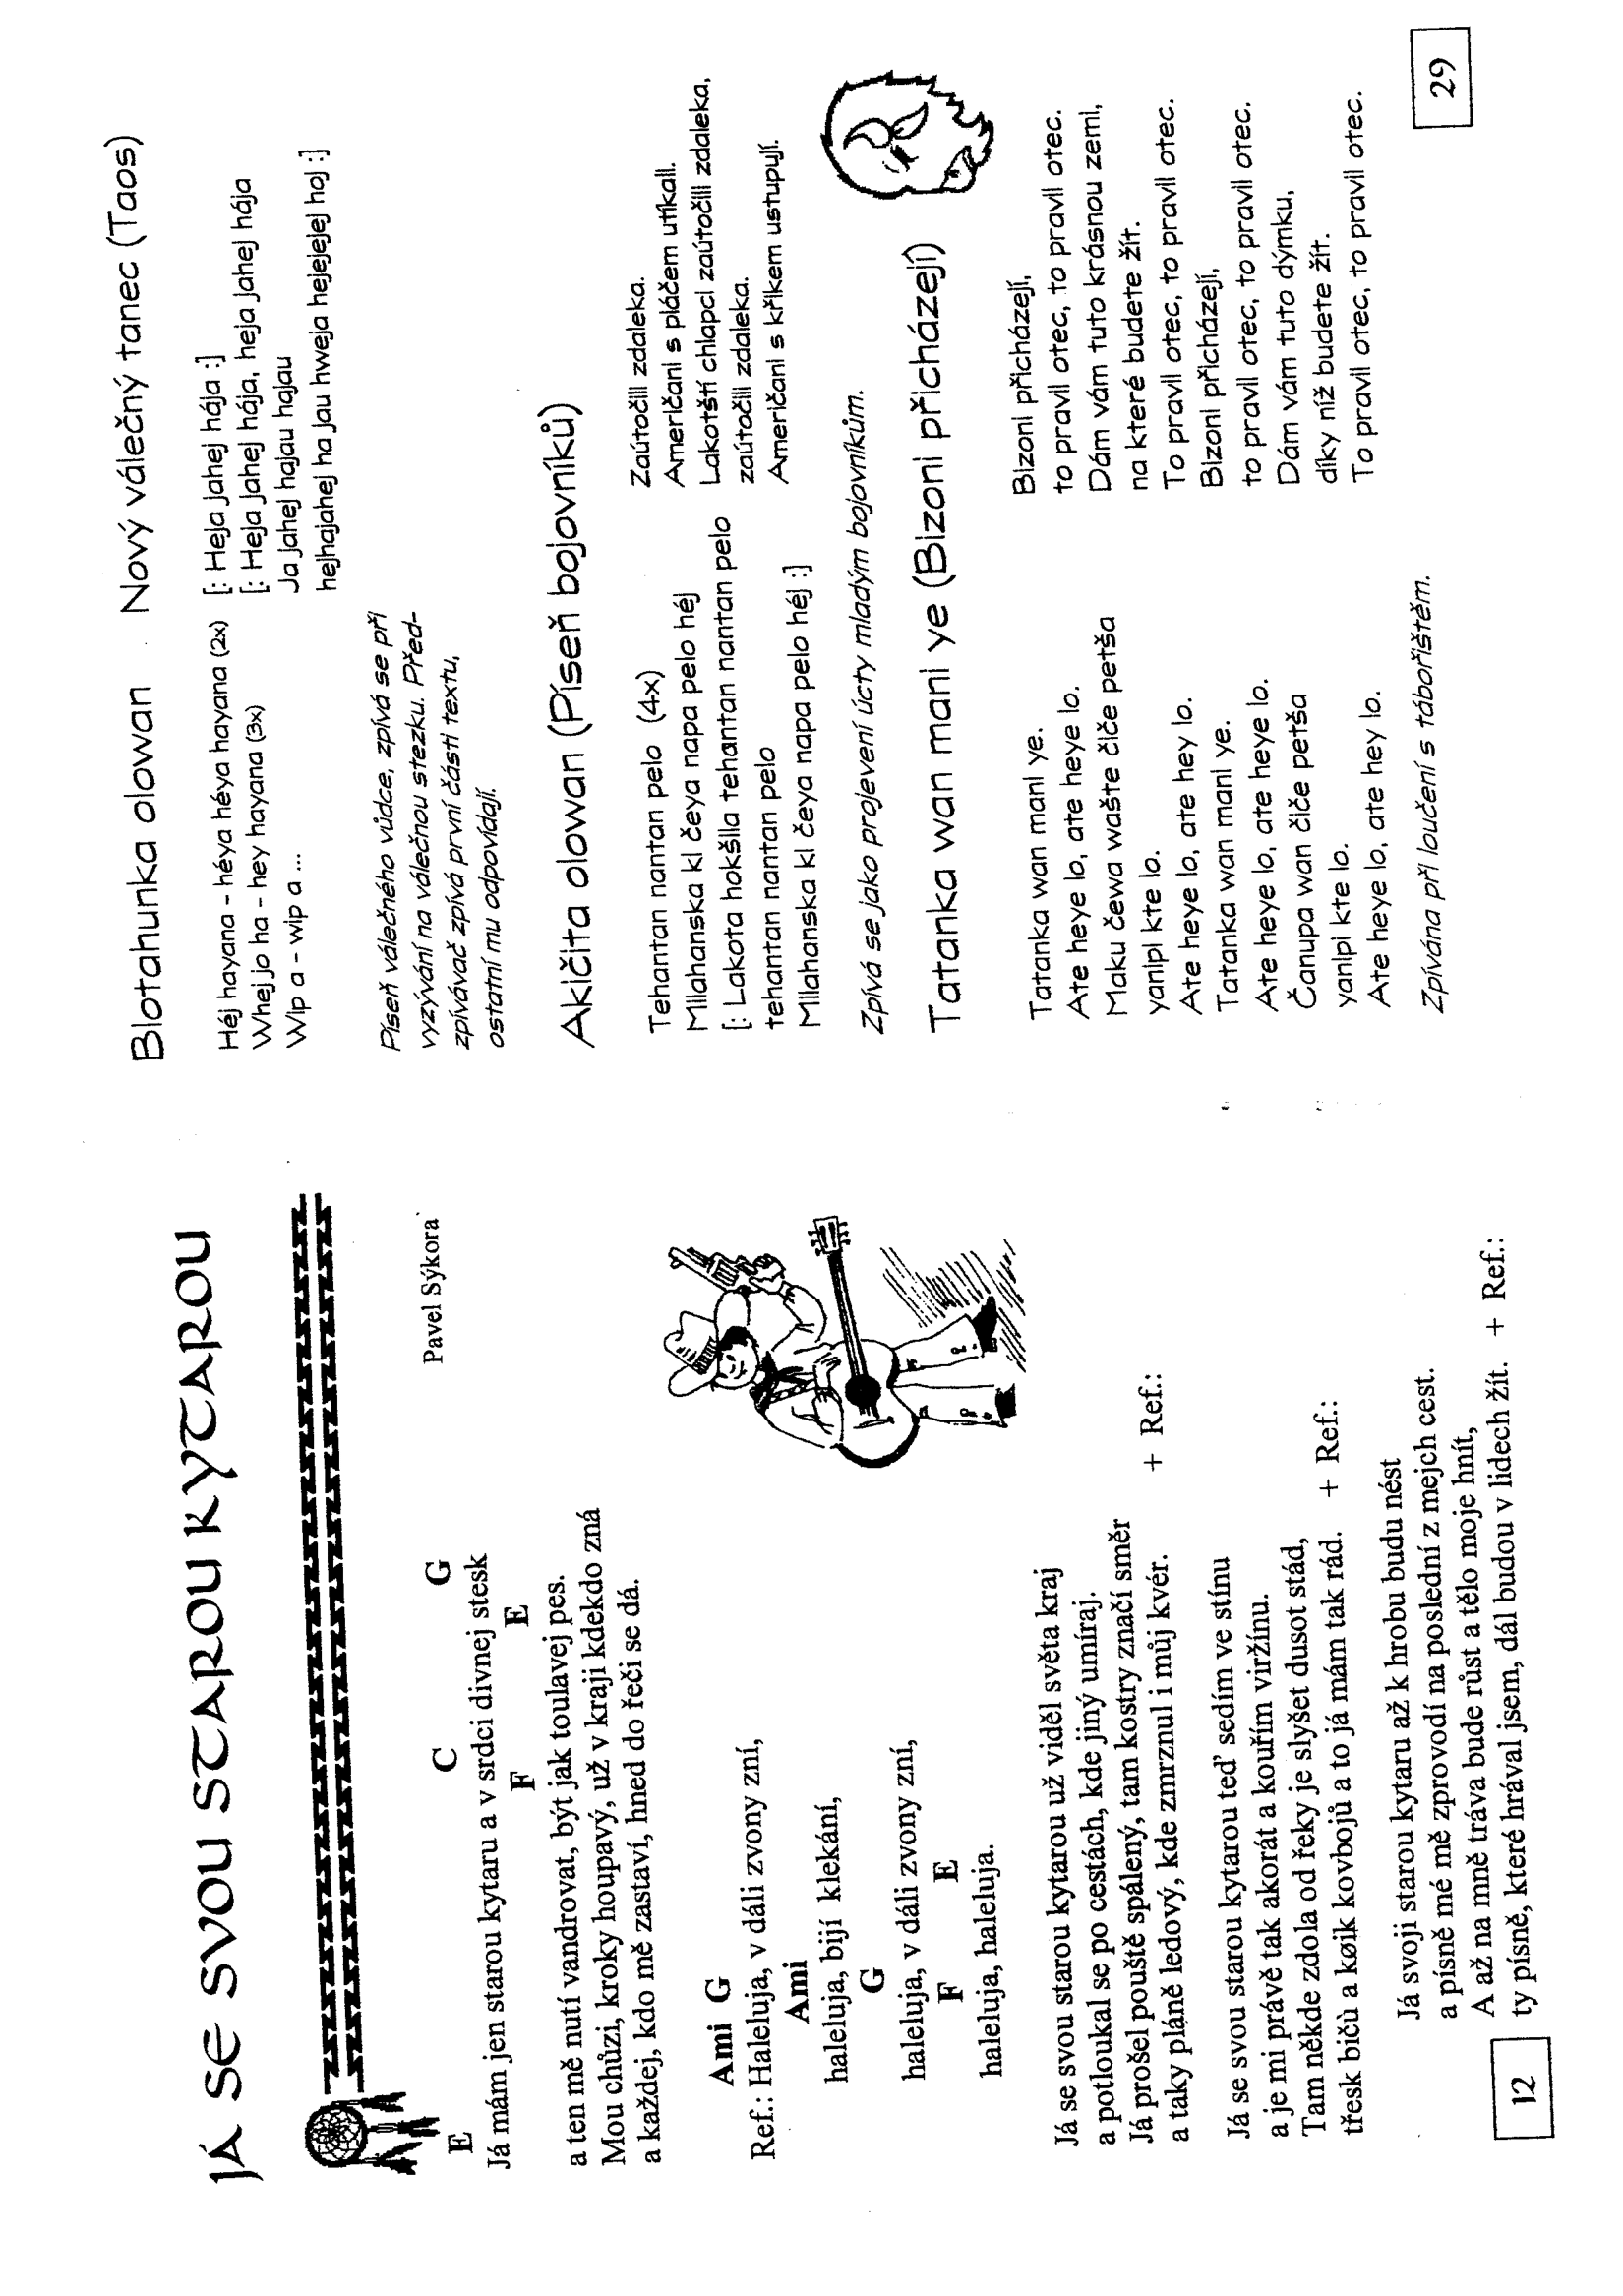 JÁ SE SVOU STAROU KYTAROU
Pavel Sýkora
E C G
Já mám jen starou kytaru a v srdci divnej stesk
F E
a ten mě nutí vandrovat, být jak toulavej pes.
Mou chůzi, kroky houpavý, už v kraji kdekdo zná
a každej, kdo mě zastaví, hned do řeči se dá.
Ami G
Ref.: Haleluja, v dáli zvony zní,
Ami
haleluja, bijí klekání,
G
haleluja, v dáli zvony zní,
F E
haleluja, haleluja.
Já se svou starou kytarou už viděl světa kraj
a potloukal se po cestách, kde jiný umíraj.
Já prošel pouště spálený, tam kostry značí směr
a taky pláně ledový, kde zmrznul i můj kvér. + Ref.:
Já se svou starou kytarou teď sedím ve stínu
a je mi právě tak akorát a kouřím viržínu.
Tam někde zdola od řeky je slyšet dusot stád,
třesk bičů a køik kovbojů a to já mám tak rád. + Ref.:
Já svoji starou kytaru až k hrobu budu nést
a písně mé mě zprovodí na poslední z mejch cest.
A až na mně tráva bude růst a tělo moje hnít,
ty písně, které hrával jsem, dál budou v lidech žít. + Ref.:
12
Blotahunka olowan
Héj hayana - héya héya hayana (2x)
Whej jo ha - hey hayana (3x)
Wip a - wip a ...
Píseň válečného vůdce, zpívá se při
vyzývání na válečnou stezku. Před-
zpívávač zpívá první části textu,
ostatní mu odpovídají.
Nový válečný tanec (Taos)
[: Heja jahej hája :]
[: Heja jahej hája, heja jahej hája
Ja jahej hajau hajau
hejhajahej ha jau hweja hejejejej hoj :]
Akičita olowan (Píseň bojovníků)
Tehantan nantan pelo (4x)
Milahanska ki čeya napa pelo héj
[: Lakota hokšila tehantan nantan pelo
tehantan nantan pelo
Milahanska ki čeya napa pelo héj :]
Zaútočili zdaleka.
Američani s pláčem utíkali.
Lakotští chlapci zaútočili zdaleka,
zaútočili zdaleka.
Američani s křikem ustupují.
Zpívá se jako projevení úcty mladým bojovníkům.
Tatanka wan mani ye (Bizoni přicházejí)
Tatanka wan mani ye.
Ate heye lo, ate heye lo.
Maku čewa wašte čiče petša
yanipi kte lo.
Ate heye lo, ate hey lo.
Tatanka wan mani ye.
Ate heye lo, ate heye lo.
Čanupa wan čiče petša
yanipi kte lo.
Ate heye lo, ate hey lo.
Bizoni přicházejí,
to pravil otec, to pravil otec.
Dám vám tuto krásnou zemi,
na které budete žít.
To pravil otec, to pravil otec.
Bizoni přicházejí,
to pravil otec, to pravil otec.
Dám vám tuto dýmku,
díky níž budete žít.
To pravil otec, to pravil otec.
Zpívána při loučení s tábořištěm.
29